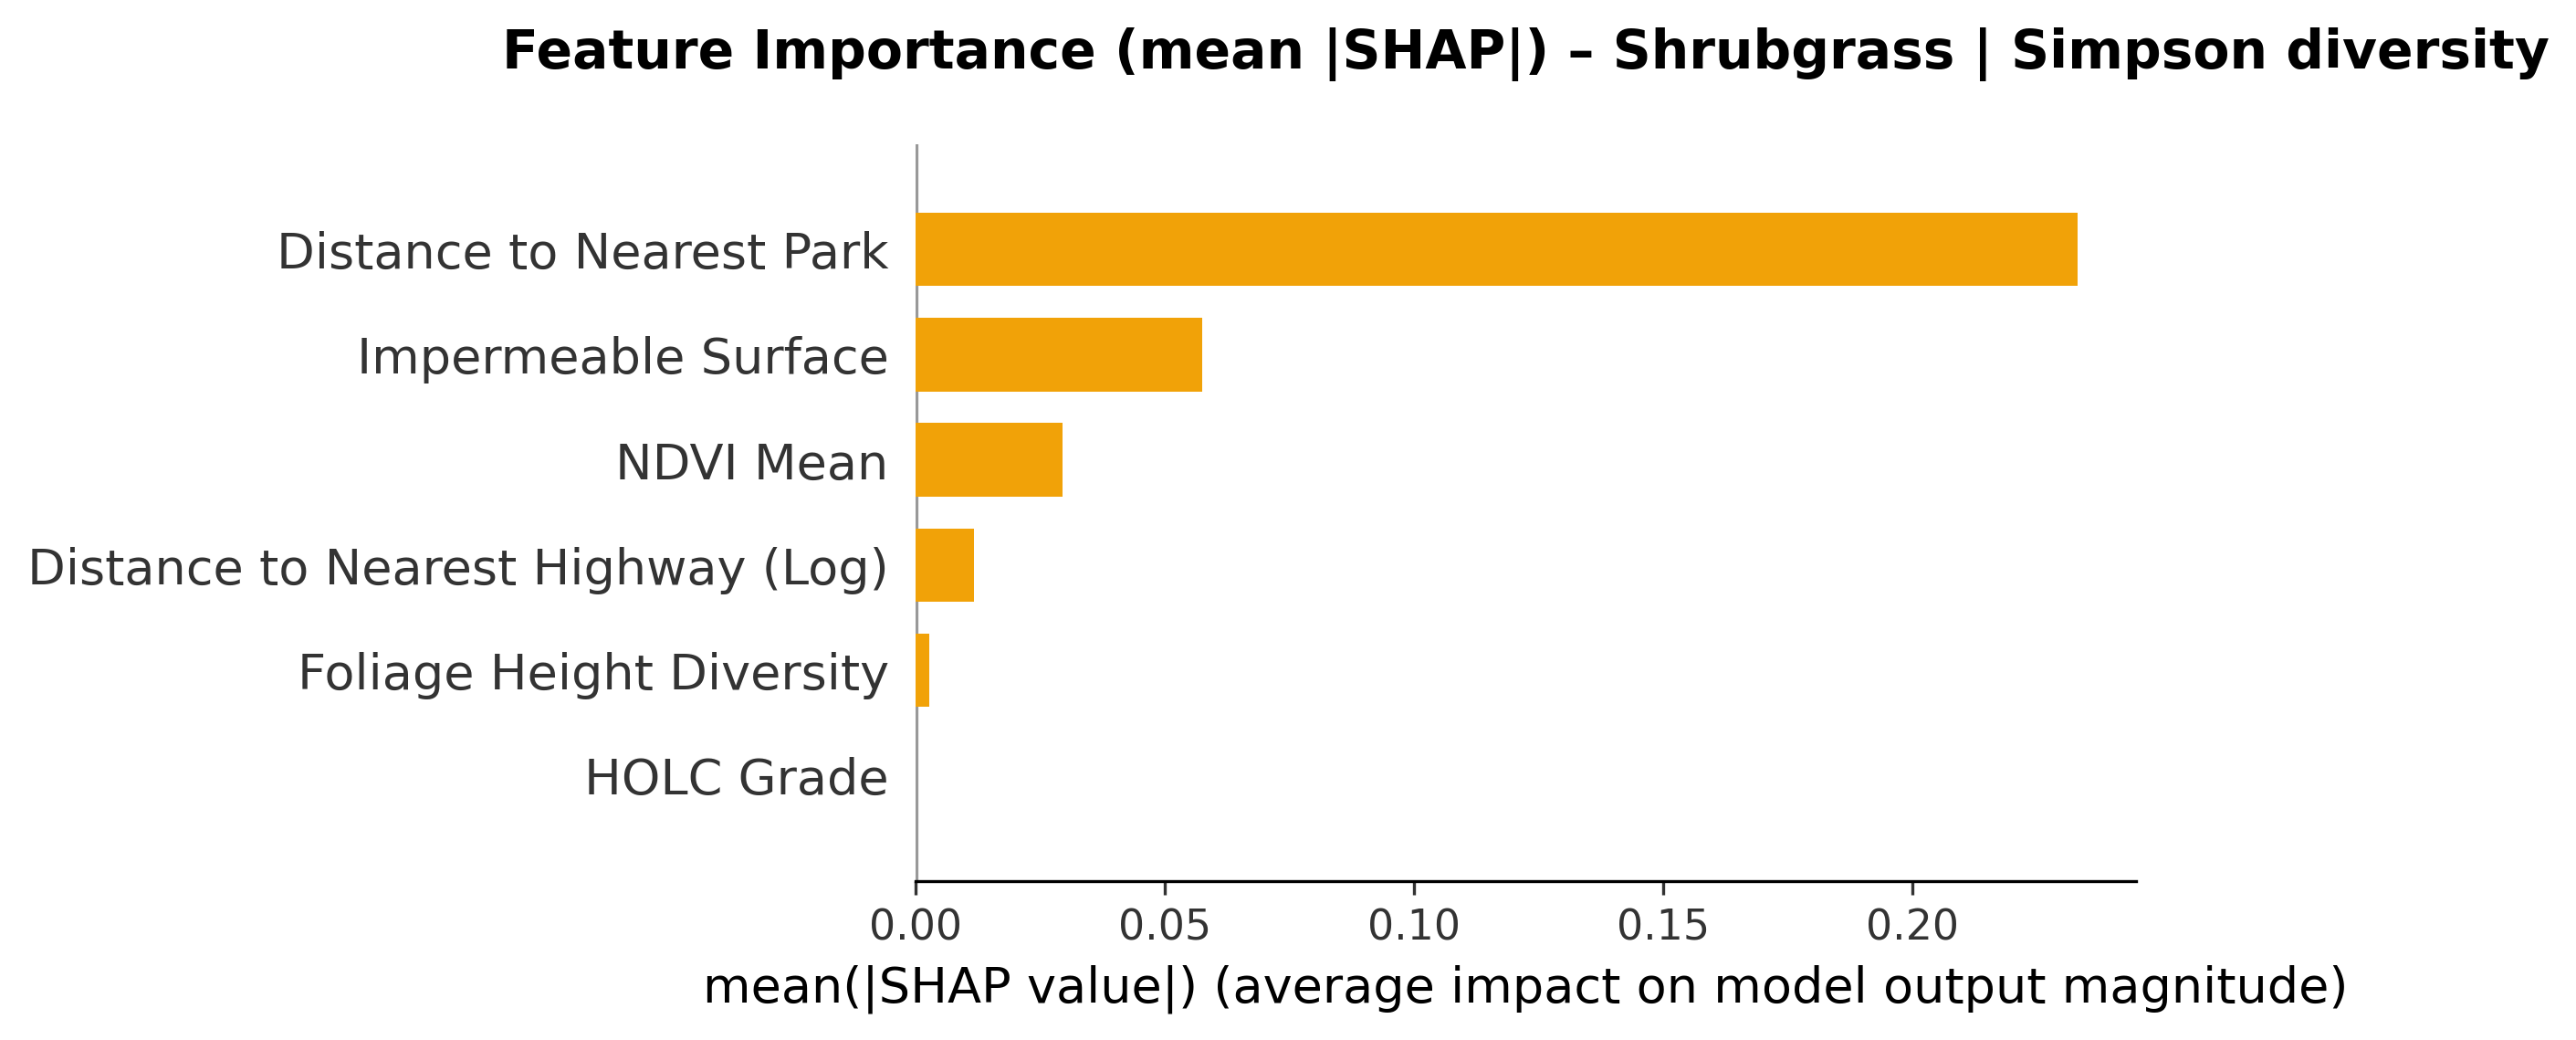 Feature Importance (mean |SHAP|) – Shrubgrass | Simpson diversity
Distance to Nearest Park
Impermeable Surface
NDVI Mean
Distance to Nearest Highway (Log)
Foliage Height Diversity
HOLC Grade
0.00 0.05 0.10 0.15 0.20
mean(|SHAP value|) (average impact on model output magnitude)